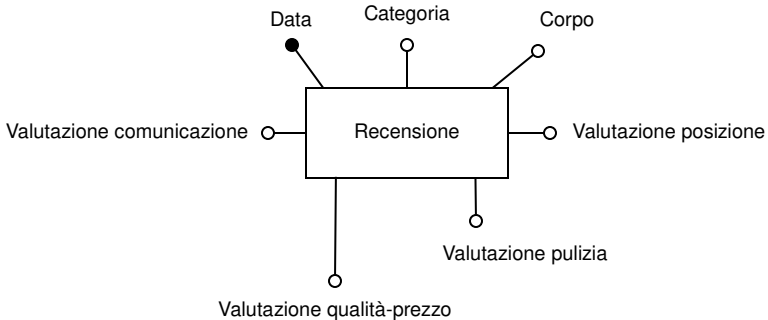 Data
Categoria
Corpo
Valutazione comunicazione
Recensione
Valutazione posizione
Valutazione pulizia
Valutazione qualità-prezzo